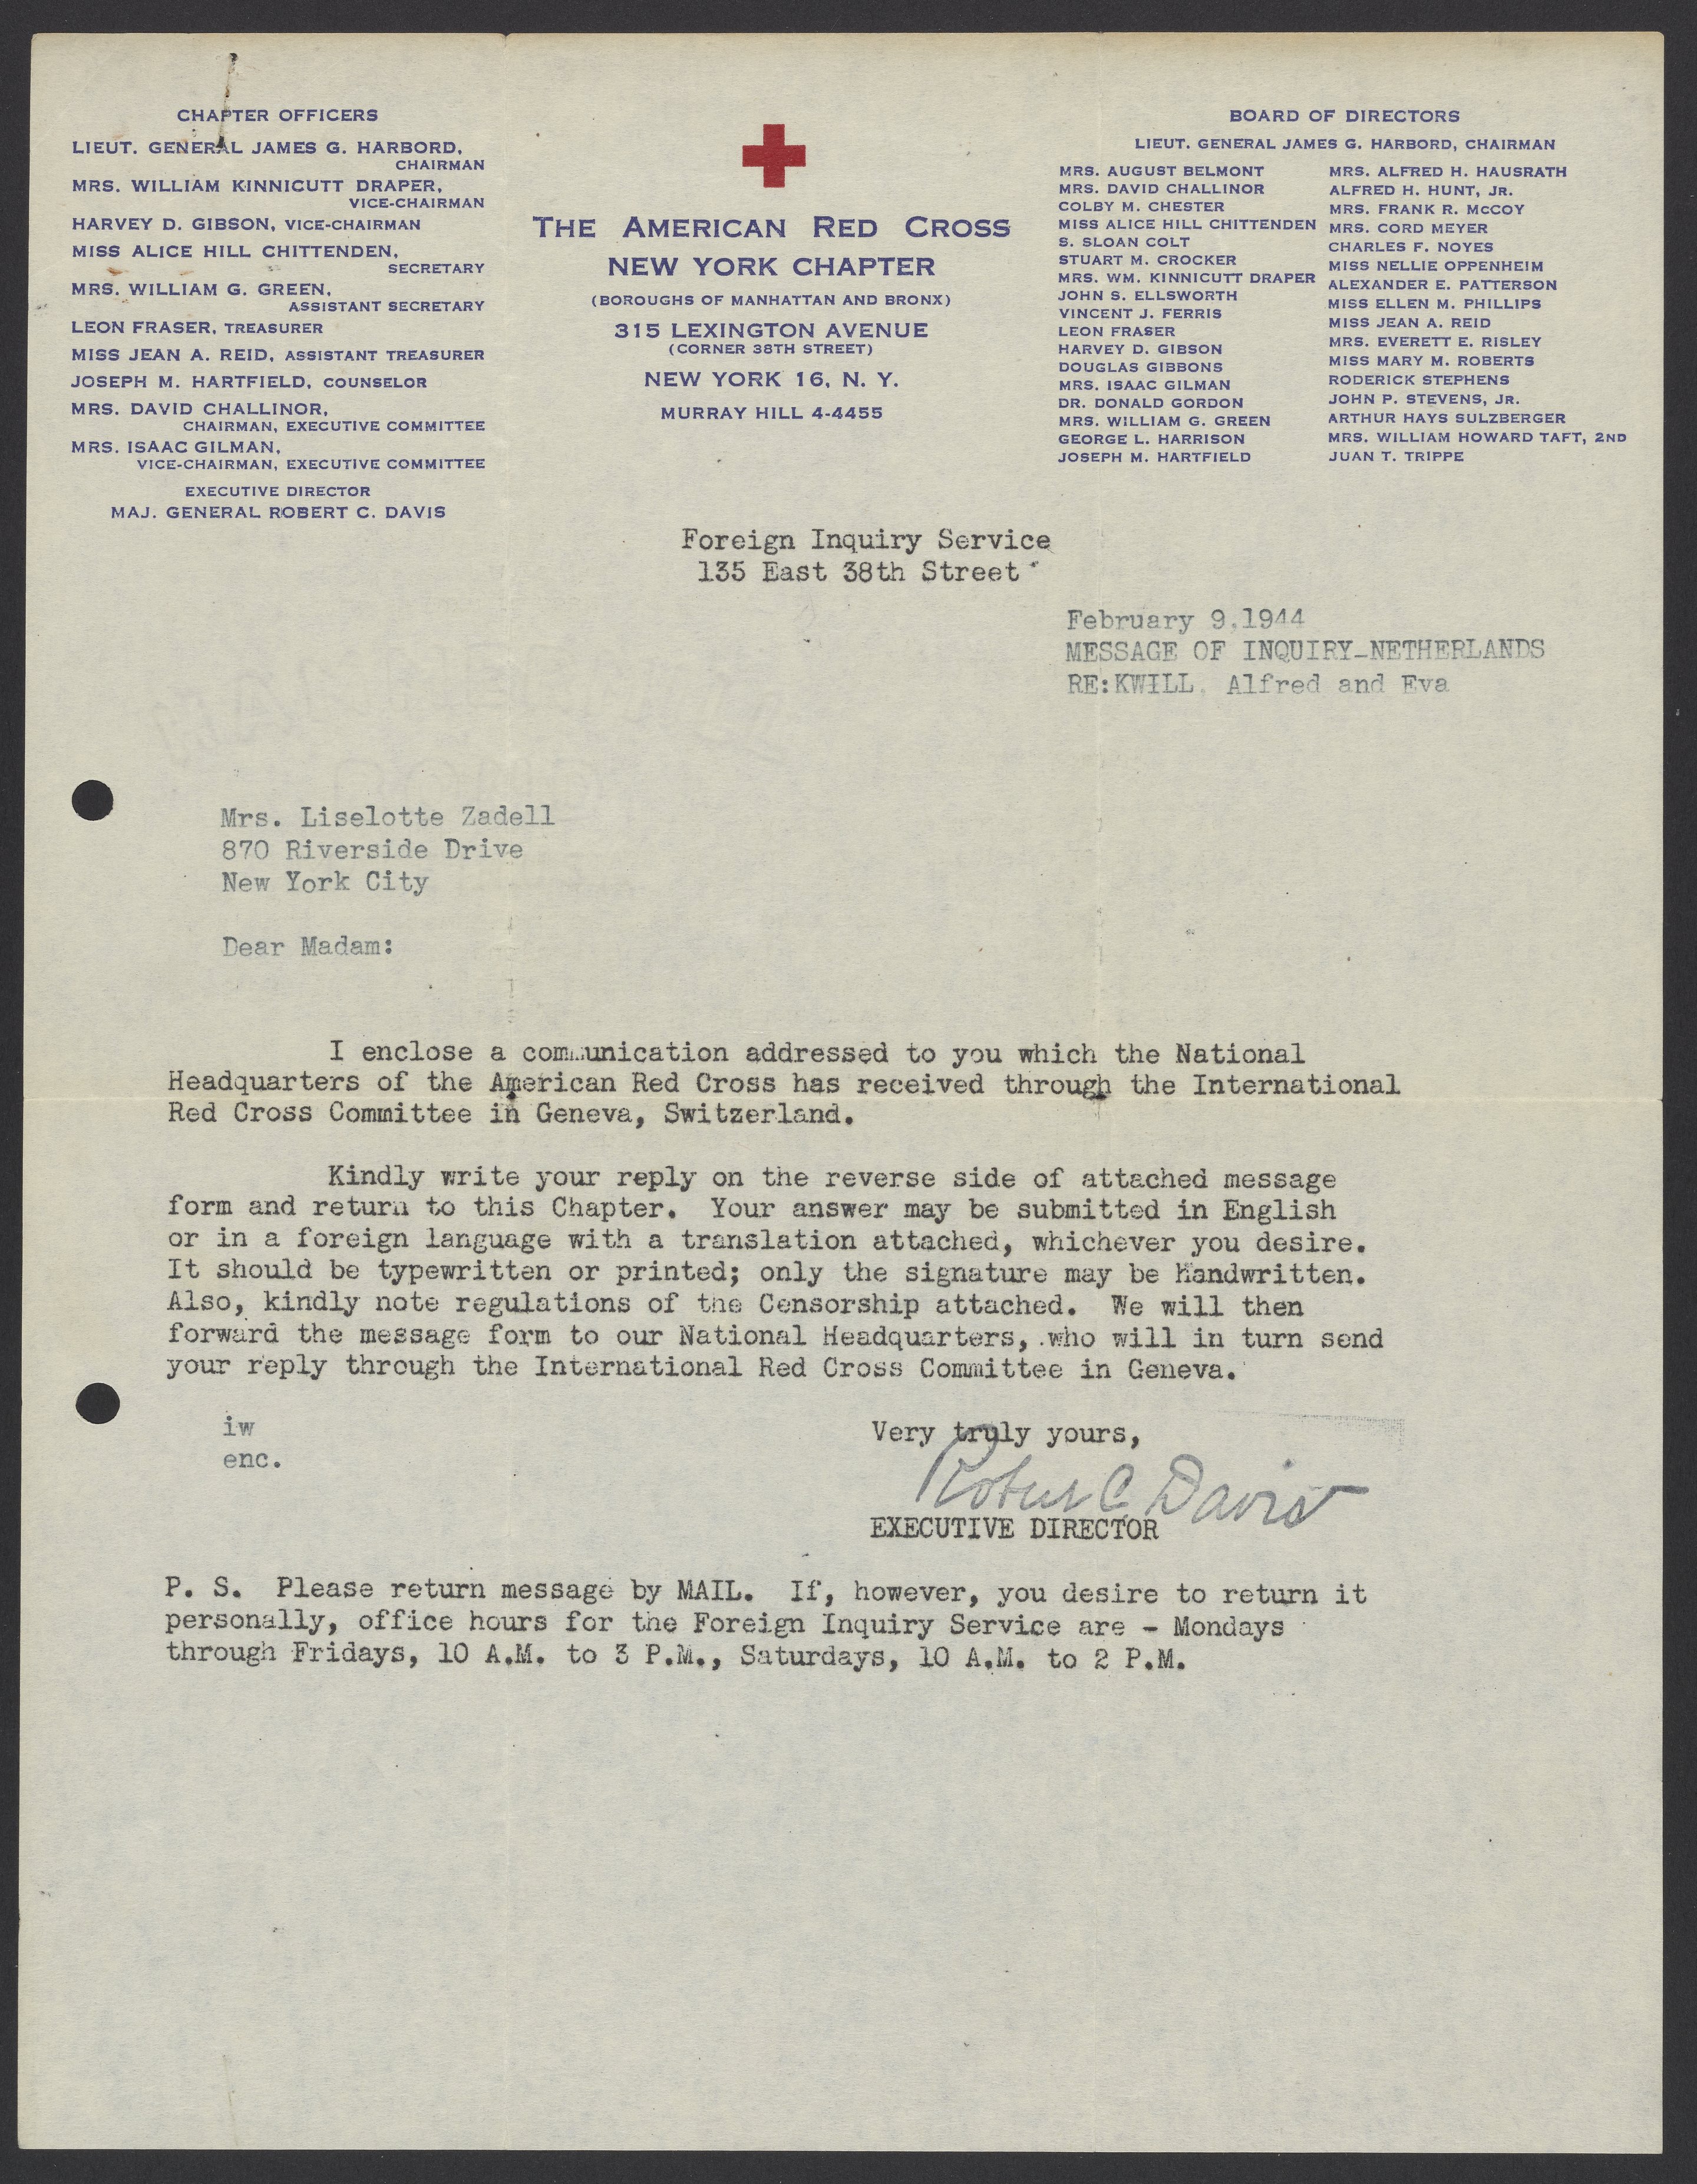 CHAPTER OFFICERS
LIEUT. GENERAL JAMES G. HARBORD,
CHAIRMAN
MRS. WILLIAM KINNICUTT DRAPER,
VICE-CHAIRMAN
HARVEY D. GIBSON, VICE-CHAIRMAN
MISS ALICE HILL CHITTENDEN,
SECRETARY
MRS. WILLIAM G. GREEN,
ASSISTANT SECRETARY
LEON FRASER, TREASURER
MISS JEAN A. REID, ASSISTANT TREASURER
JOSEPH M. HARTFIELD, COUNSELOR
MRS. DAVID CHALLINOR,
CHAIRMAN, EXECUTIVE COMMITTEE
MRS. ISAAC GILMAN,
VICE-CHAIRMAN, EXECUTIVE COMMITTEE
EXECUTIVE DIRECTOR
MAJ. GENERAL ROBERT C. DAVIS
THE AMERICAN RED CROSS
NEW YORK CHAPTER
(BOROUGHS OF MANHATTAN AND BRONX)
315 LEXINGTON AVENUE
(CORNER 38TH STREET)
NEW YORK 16, N. Y.
MURRAY HILL 4-4455
BOARD OF DIRECTORS
LIEUT. GENERAL JAMES G. HARBORD, CHAIRMAN
MRS. AUGUST BELMONT
MRS. DAVID CHALLINOR
COLBY M. CHESTER
MISS ALICE HILL CHITTENDEN
S. SLOAN COLT
STUART M. CROCKER
MRS. WM. KINNICUTT DRAPER
JOHN S. ELLSWORTH
VINCENT J. FERRIS
LEON FRASER
HARVEY D. GIBSON
DOUGLAS GIBBONS
MRS. ISAAC GILMAN
DR. DONALD GORDON
MRS. WILLIAM G. GREEN
GEORGE L. HARRISON
JOSEPH M. HARTFIELD
MRS. ALFRED H. HAUSRATH
ALFRED H. HUNT, JR.
MRS. FRANK R. McCOY
MRS. CORD MEYER
CHARLES F. NOYES
MISS NELLIE OPPENHEIM
ALEXANDER E. PATTERSON
MISS ELLEN M. PHILLIPS
MISS JEAN A. REID
MRS. EVERETT E. RISLEY
MISS MARY M. ROBERTS
RODERICK STEPHENS
JOHN P. STEVENS, JR.
ARTHUR HAYS SULZBERGER
MRS. WILLIAM HOWARD TAFT, 2ND
JUAN T. TRIPPE
Foreign Inquiry Service
135 East 38th Street
February 9,1944
MESSAGE OF INQUIRY-NETHERLANDS
RE:KWILL, Alfred and Eva
Mrs. Liselotte Zadell
870 Riverside Drive
New York City
Dear Madam:
I enclose a communication addressed to you which the National
Headquarters of the American Red Cross has received through the International
Red Cross Committee in Geneva, Switzerland.
Kindly write your reply on the reverse side of attached message
form and return to this Chapter. Your answer may be submitted in English
or in a foreign language with a translation attached, whichever you desire.
It should be typewritten or printed; only the signature may be handwritten.
Also, kindly note regulations of the Censorship attached. We will then
forward the message form to our National Headquarters, who will in turn send
your reply through the International Red Cross Committee in Geneva.
iw
enc.
Very truly yours,
Robert C. Davis
EXECUTIVE DIRECTOR
P. S. Please return message by MAIL. If, however, you desire to return it
personally, office hours for the Foreign Inquiry Service are - Mondays
through Fridays, 10 A.M. to 3 P.M., Saturdays, 10 A.M. to 2 P.M.